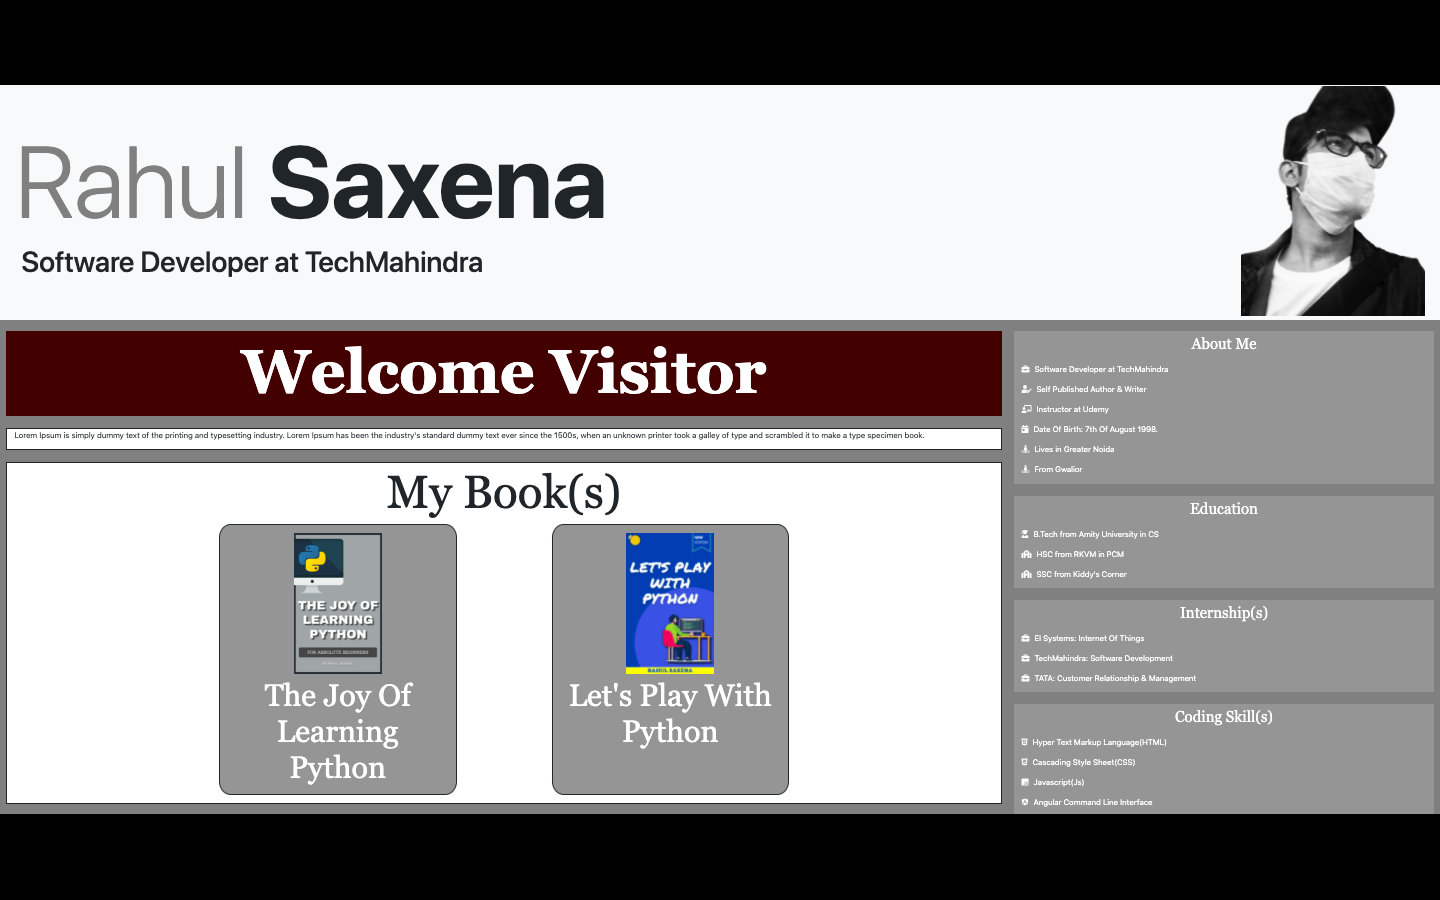 Rahul Saxena
Software Developer at TechMahindra
Welcome Visitor
Lorem Ipsum is simply dummy text of the printing and typesetting industry. Lorem Ipsum has been the industry's standard dummy text ever since the 1500s, when an unknown printer took a galley of type and scrambled it to make a type specimen book.
My Book(s)
THE JOY OF
LEARNING
PYTHON
FOR ABSOLUTE BEGINNERS
The Joy Of
Learning
Python
LET'S PLAY
WITH
PYTHON
RAHUL SAXENA
Let's Play With
Python
About Me
Software Developer at TechMahindra
Self Published Author & Writer
Instructor at Udemy
Date Of Birth: 7th Of August 1998.
Lives in Greater Noida
From Gwalior
Education
B.Tech from Amity University in CS
HSC from RKVM in PCM
SSC from Kiddy's Corner
Internship(s)
EI Systems: Internet Of Things
TechMahindra: Software Development
TATA: Customer Relationship & Management
Coding Skill(s)
Hyper Text Markup Language(HTML)
Cascading Style Sheet(CSS)
Javascript(Js)
Angular Command Line Interface